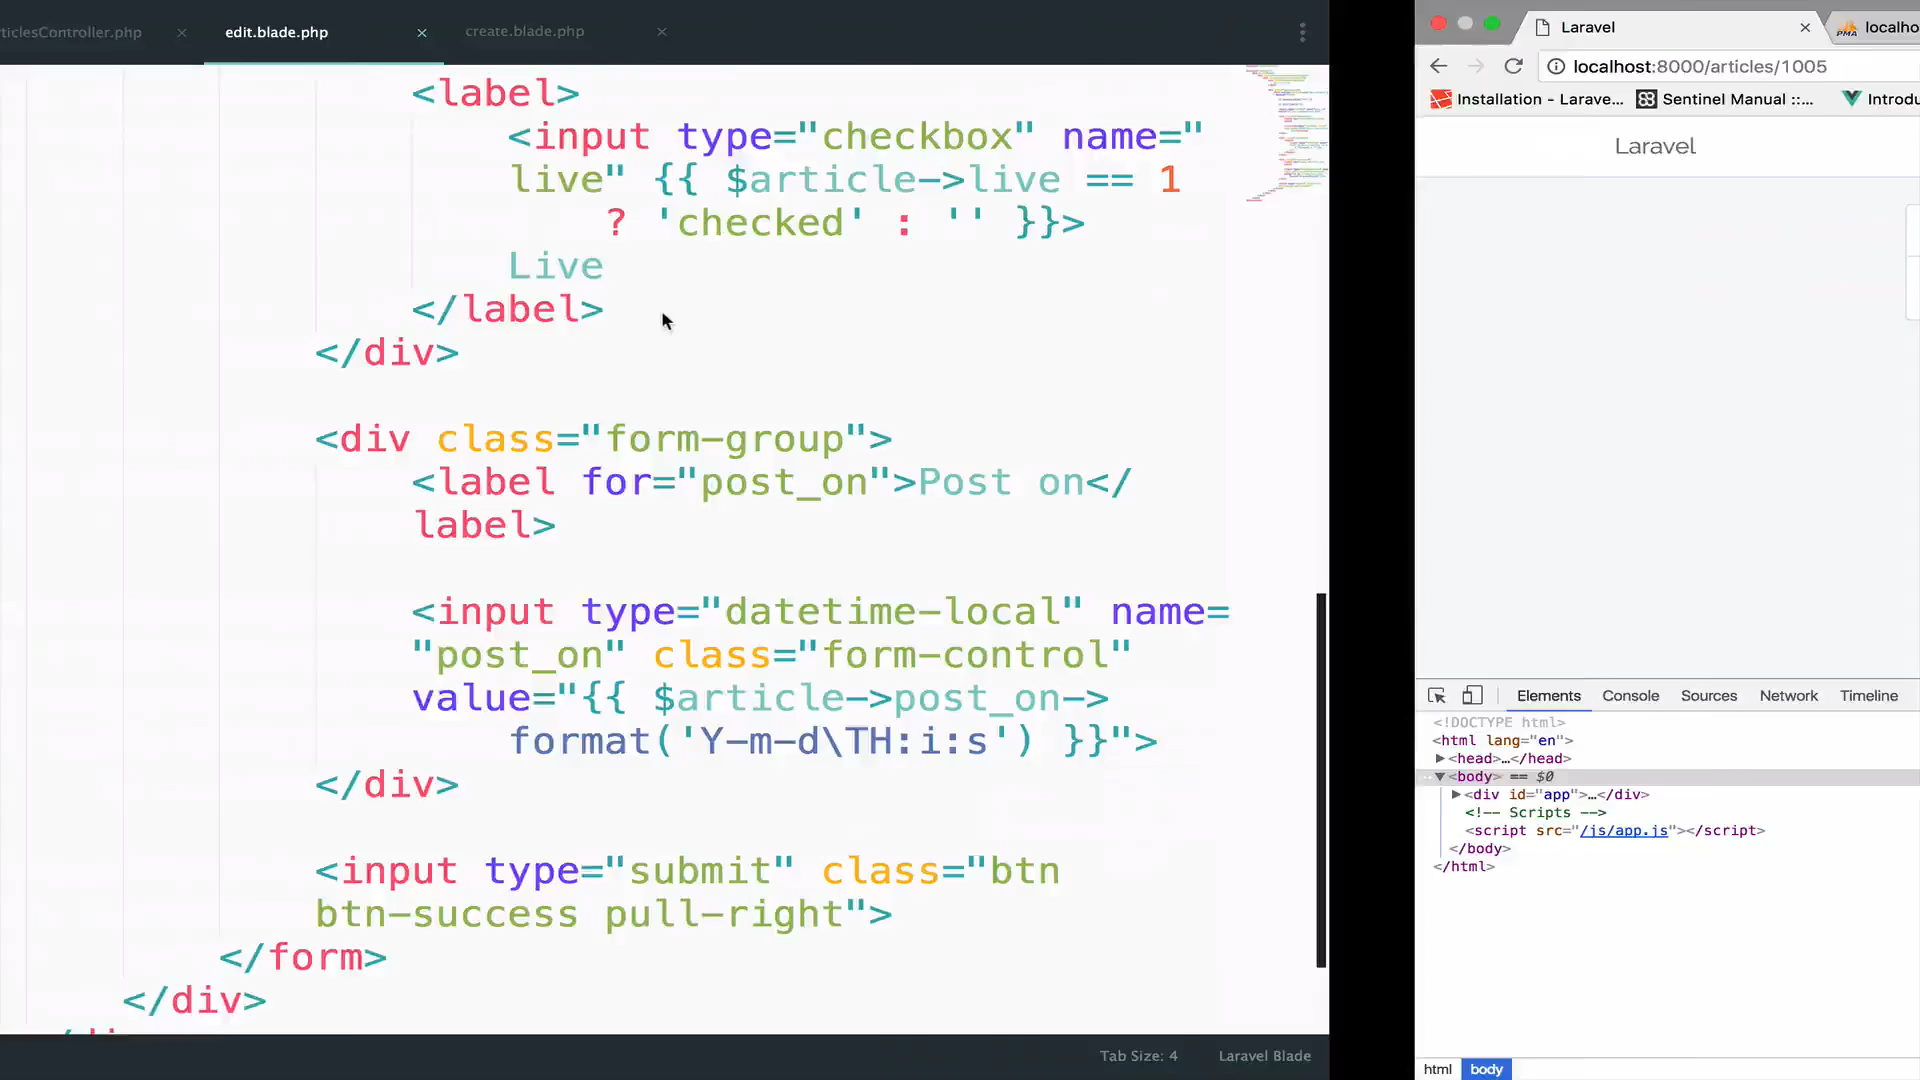 ticlesController.php × edit.blade.php × create.blade.php ×
<label>
<input type="checkbox" name="
live" {{ $article->live == 1
? 'checked' : '' }}>
Live
</label>
</div>
<div class="form-group">
<label for="post_on">Post on</
label>
<input type="datetime-local" name=
"post_on" class="form-control"
value="{{ $article->post_on->
format('Y-m-d\TH:i:s') }}">
</div>
<input type="submit" class="btn
btn-success pull-right">
</form>
</div>
Tab Size: 4 Laravel Blade
Laravel × PMA localho
localhost:8000/articles/1005
Installation - Larave... Sentinel Manual ::... Introdu
Laravel
Elements Console Sources Network Timeline
<!DOCTYPE html>
<html lang="en">
<head>…</head>
<body> == $0
<div id="app">…</div>
<!-- Scripts -->
<script src="/js/app.js"></script>
</body>
</html>
html body